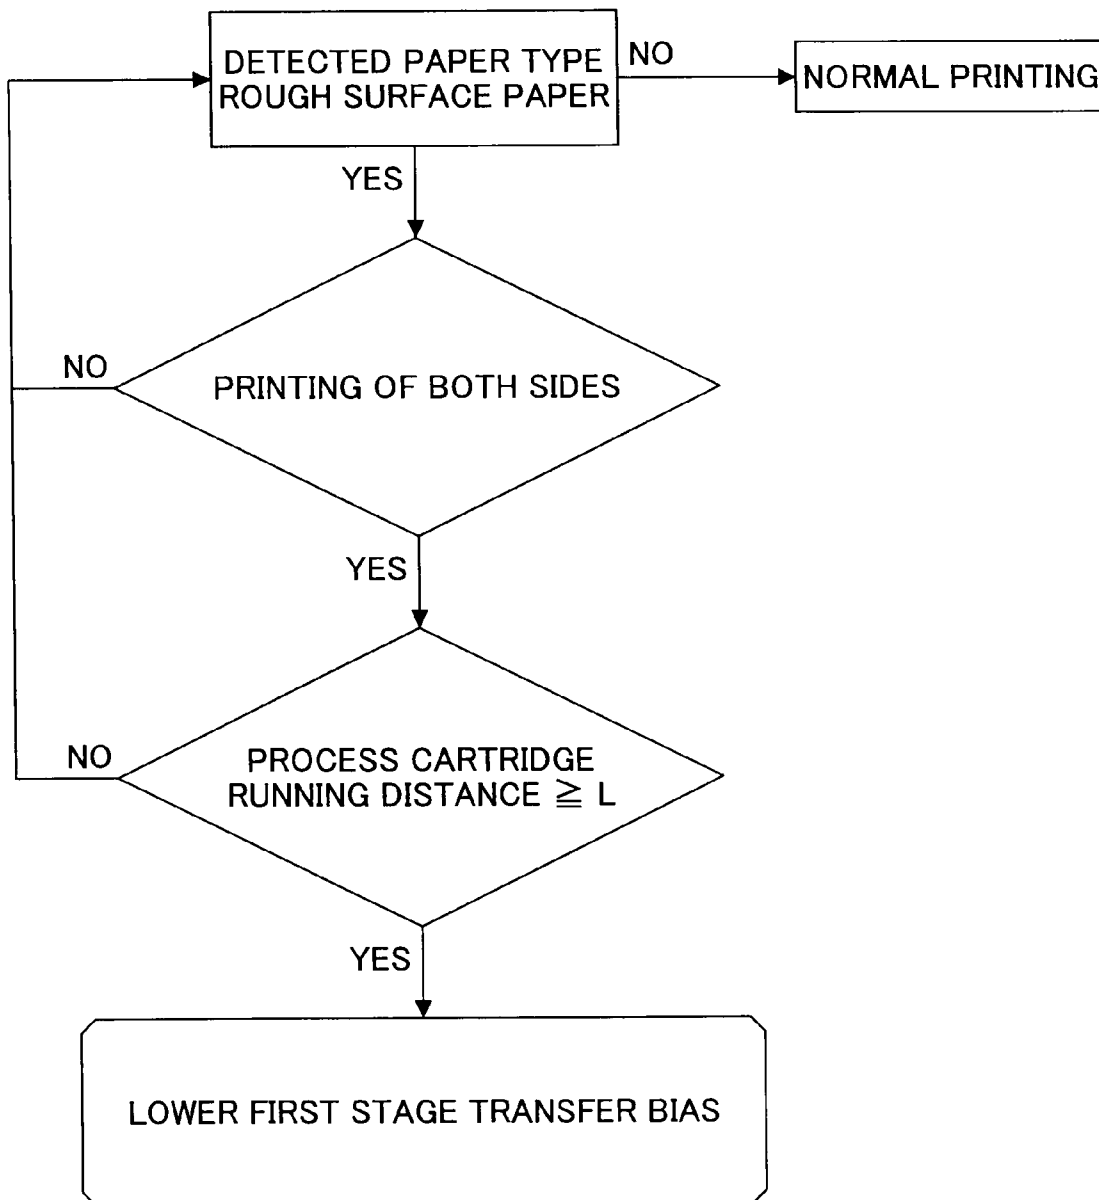 DETECTED PAPER TYPE
ROUGH SURFACE PAPER
NO
NORMAL PRINTING
YES
NO
PRINTING OF BOTH SIDES
YES
NO
PROCESS CARTRIDGE
RUNNING DISTANCE ≧ L
YES
LOWER FIRST STAGE TRANSFER BIAS